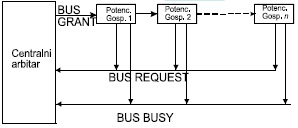 BUS
GRANT
Potenc.
Gosp. 1
Potenc.
Gosp. 2
Potenc.
Gosp. n
Centralni
arbitar
BUS REQUEST
BUS BUSY